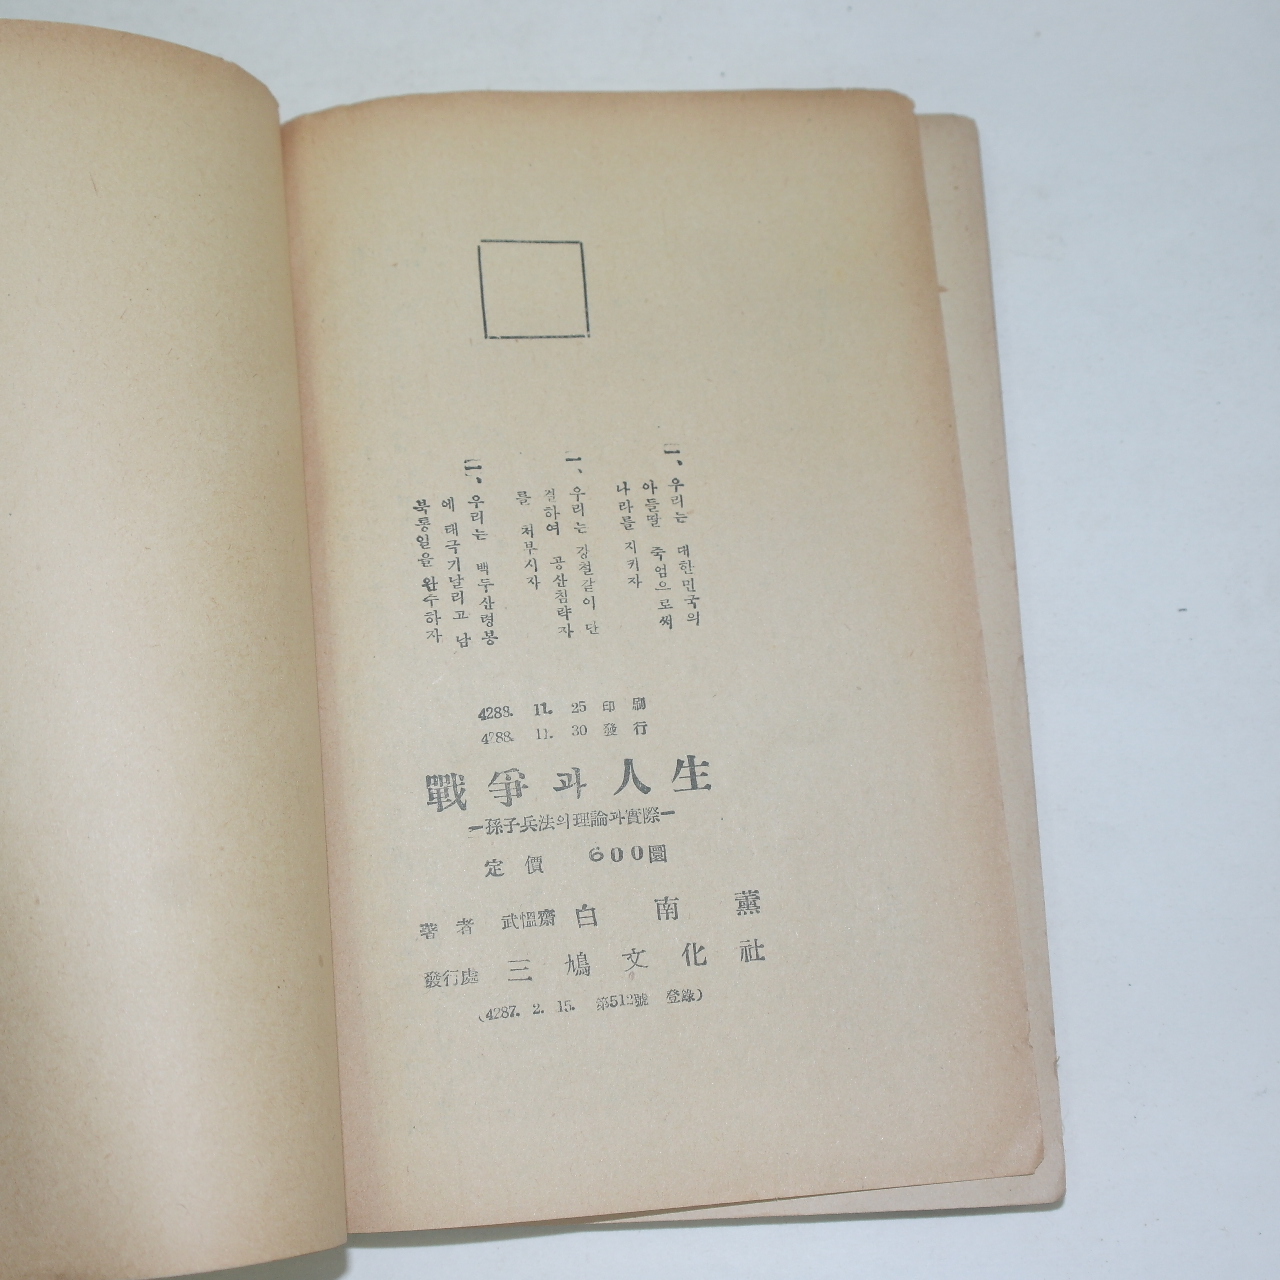 一、우리는 대한민국의
아들딸 죽엄으로써
나라를 지키자
一、우리는 강철같이 단
결하여 공산침략자
를 처부시자
一、우리는 백두산령봉
에 태극기날리고 남
북통일을 완수하자
4288. 11. 25 印刷
4288. 11. 30 發行
戰爭과人生
—孫子兵法의理論과實際—
定價 600圜
著者 武慍齋 白南薰
發行處 三鳩文化社
(4287. 2. 15. 第512號 登錄)